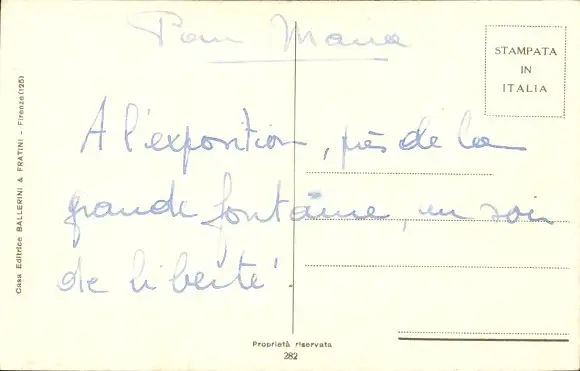 Pour Maria
STAMPATA
IN
ITALIA
A l'exposition, près de la
grande fontaine, un soir
de liberté.
Casa Editrice BALLERINI & FRATINI - Firenze (125)
Proprietà riservata
282